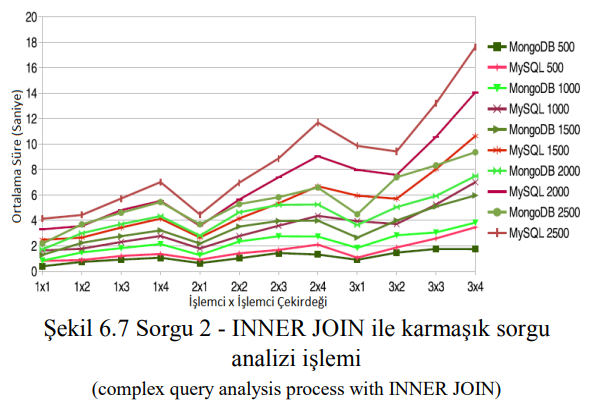 20
18
16
14
12
10
8
6
4
2
0
Ortalama Süre (Saniye)
1x1 1x2 1x3 1x4 2x1 2x2 2x3 2x4 3x1 3x2 3x3 3x4
İşlemci x İşlemci Çekirdeği
MongoDB 500
MySQL 500
MongoDB 1000
MySQL 1000
MongoDB 1500
MySQL 1500
MongoDB 2000
MySQL 2000
MongoDB 2500
MySQL 2500
Şekil 6.7 Sorgu 2 - INNER JOIN ile karmaşık sorgu
analizi işlemi
(complex query analysis process with INNER JOIN)